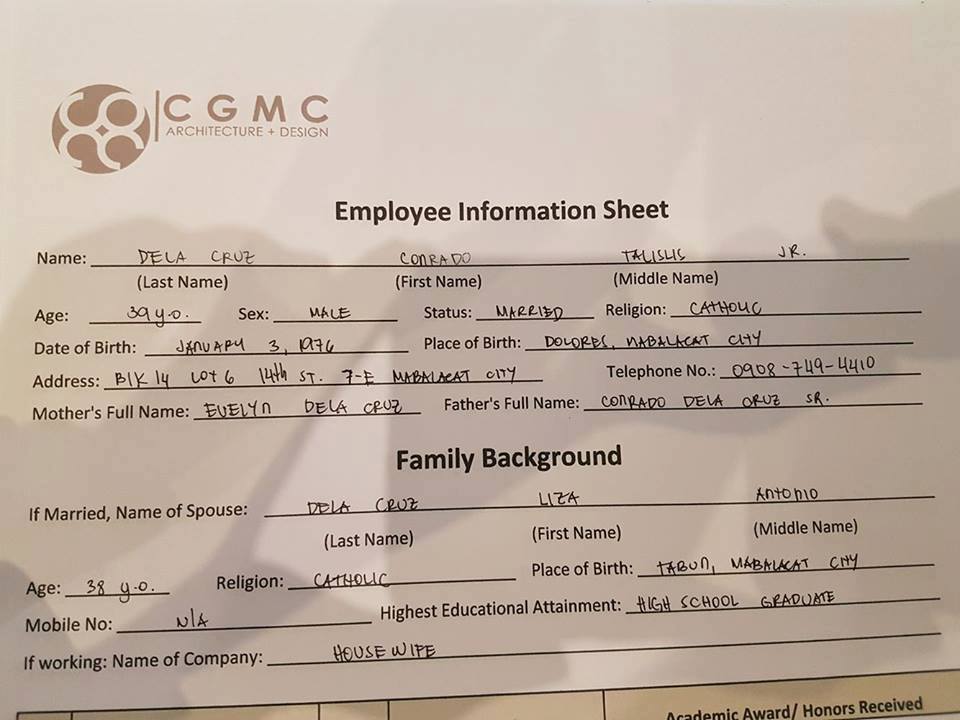 CGMC
ARCHITECTURE + DESIGN
Employee Information Sheet
Name: DELA CRUZ CONRADO TALISLIS JR.
(Last Name) (First Name) (Middle Name)
Age: 39 y.o. Sex: MALE Status: MARRIED Religion: CATHOLIC
Date of Birth: JANUARY 3, 1976 Place of Birth: DOLORES, MABALACAT CITY
Address: Blk 14 LOT 6 14th ST. 7-E MABALACAT CITY Telephone No.: 0908-749-4410
Mother's Full Name: EVELYN DELA CRUZ Father's Full Name: CONRADO DELA CRUZ SR.
Family Background
If Married, Name of Spouse: DELA CRUZ LIZA Antonio
(Last Name) (First Name) (Middle Name)
Age: 38 y.o. Religion: CATHOLIC Place of Birth: TABUN, MABALACAT CITY
Mobile No: N/A Highest Educational Attainment: HIGH SCHOOL GRADUATE
If working: Name of Company: HOUSE WIFE
Academic Award/ Honors Received